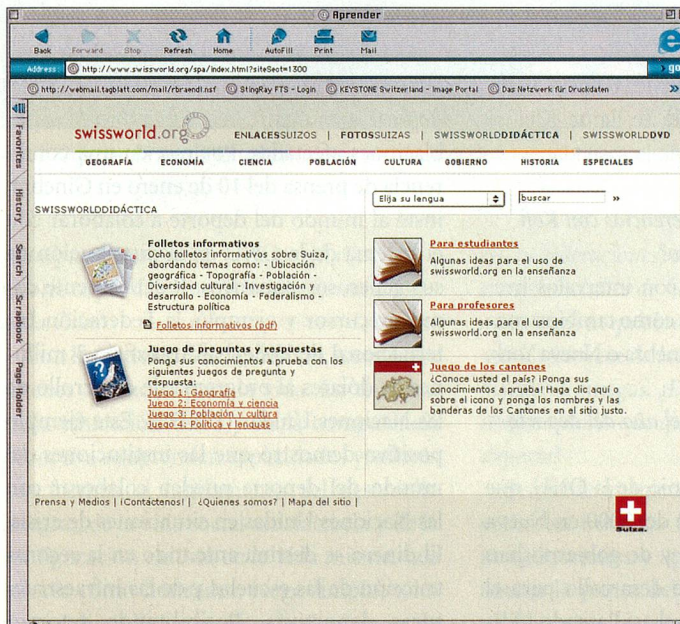 Aprender
Back Forward Stop Refresh Home AutoFill Print Mail
Address: http://www.swissworld.org/spa/index.html?siteSect=1300 go
http://webmail.tagblatt.com/mail/rbraendl.nsf StingRay FTS - Login KEYSTONE Switzerland - Image Portal Das Netzwerk für Druckdaten »
Favorites
History
Search
Scrapbook
Page Holder
swissworld.org
ENLACESSUIZOS | FOTOSSUIZAS | SWISSWORLDDIDÁCTICA | SWISSWORLDDVD
GEOGRAFÍA ECONOMÍA CIENCIA POBLACIÓN CULTURA GOBIERNO HISTORIA ESPECIALES
Elija su lengua buscar »
SWISSWORLDDIDÁCTICA
Folletos informativos
Ocho folletos informativos sobre Suiza,
abordando temas como: - Ubicación
geográfica - Topografía - Población -
Diversidad cultural - Investigación y
desarrollo - Economía - Federalismo -
Estructura política
Folletos informativos (pdf)
Juego de preguntas y respuestas
Ponga sus conocimientos a prueba con los
siguientes juegos de pregunta y
respuesta:
Juego 1: Geografía
Juego 2: Economía y ciencia
Juego 3: Población y cultura
Juego 4: Política y lenguas
Para estudiantes
Algunas ideas para el uso de
swissworld.org en la enseñanza
Para profesores
Algunas ideas para el uso de
swissworld.org en la enseñanza
Juego de los cantones
¿Conoce usted el país? ¡Ponga sus
conocimientos a prueba! Haga clic aquí o
sobre el icono y ponga los nombres y las
banderas de los Cantones en el sitio justo.
Prensa y Medios | ¡Contáctenos! | ¿Quienes somos? | Mapa del sitio |
Suiza.